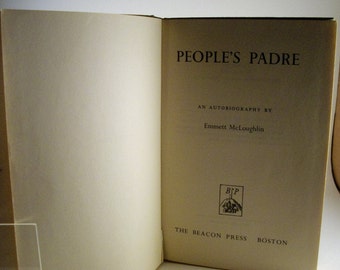 PEOPLE'S PADRE
AN AUTOBIOGRAPHY BY
Emmett McLoughlin
BP
THE BEACON PRESS BOSTON